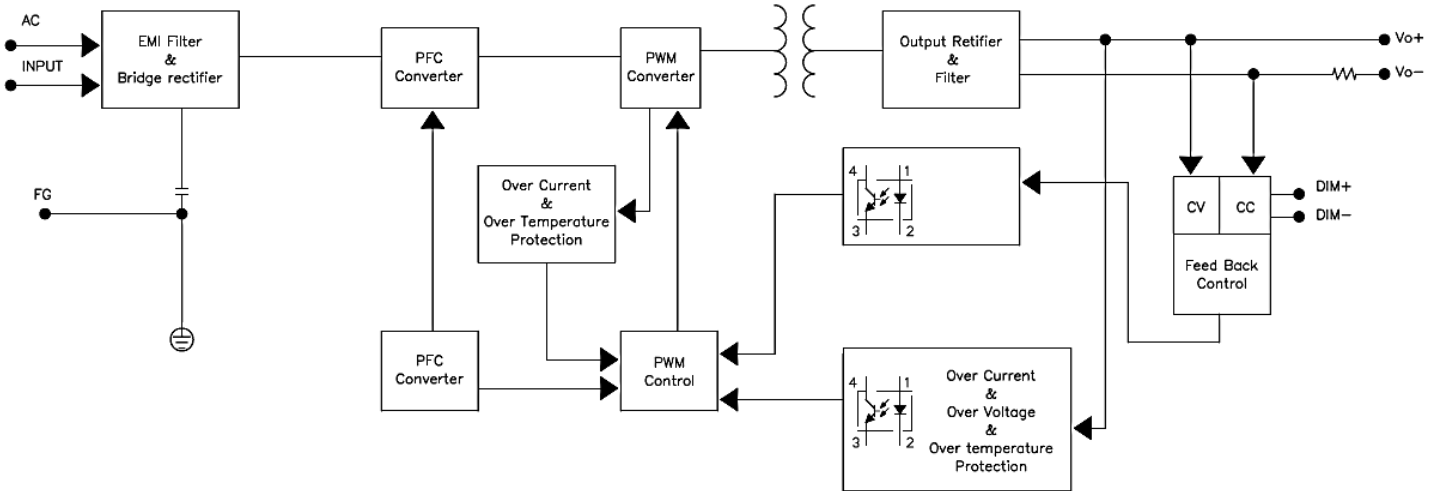 AC
INPUT
EMI Filter
&
Bridge rectifier
PFC
Converter
PWM
Converter
Output Retifier
&
Filter
Vo+
Vo-
FG
Over Current
&
Over Temperature
Protection
4
1
3
2
CV
CC
DIM+
DIM-
Feed Back
Control
PFC
Converter
PWM
Control
4
1
3
2
Over Current
&
Over Voltage
&
Over temperature
Protection